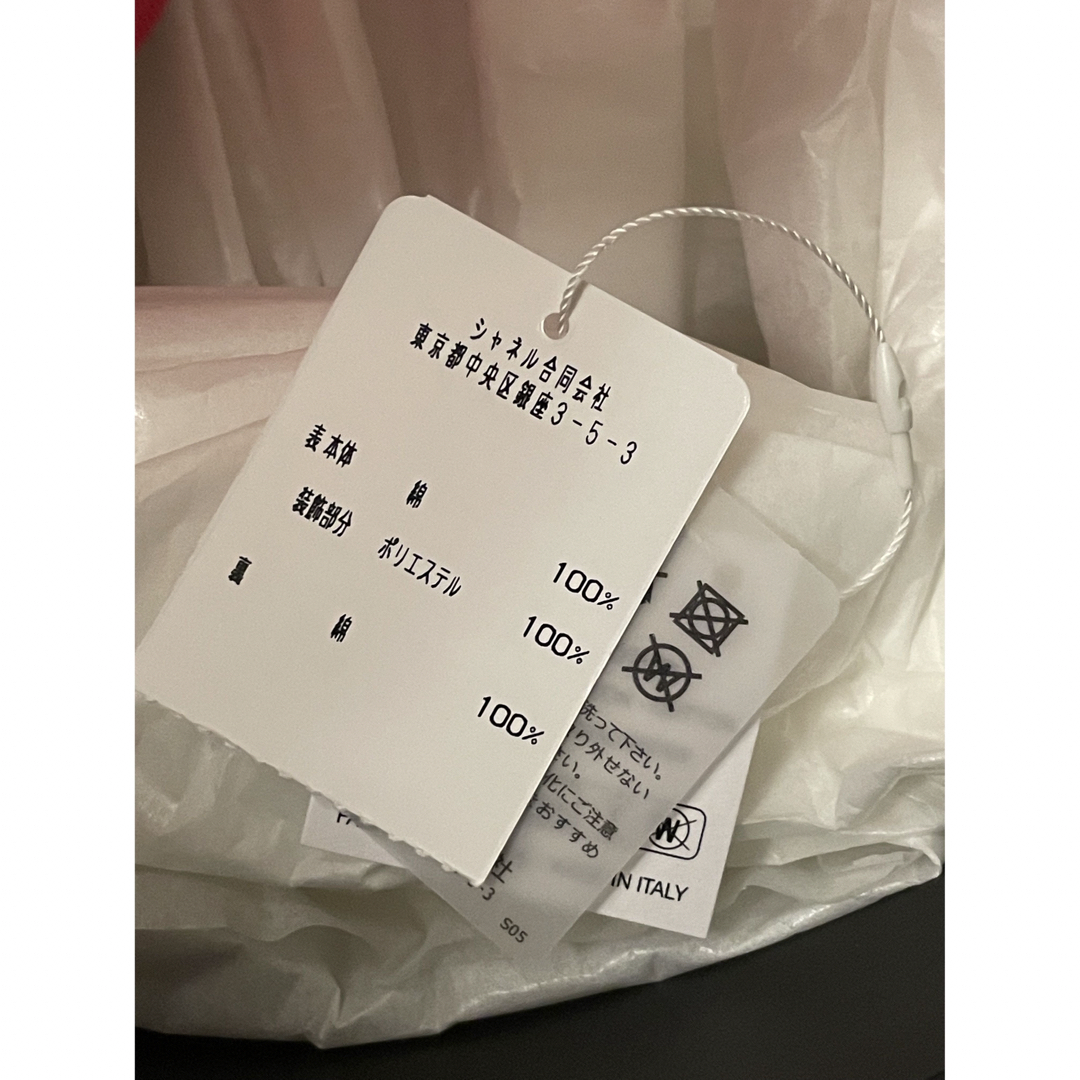 シャネル合同会社
東京都中央区銀座3-5-3
表本体 綿 100%
装飾部分 ポリエステル 100%
裏 綿 100%
洗って下さい。
り外せない
さい。
化にご注意
おすすめ
-3
S05
IN ITALY